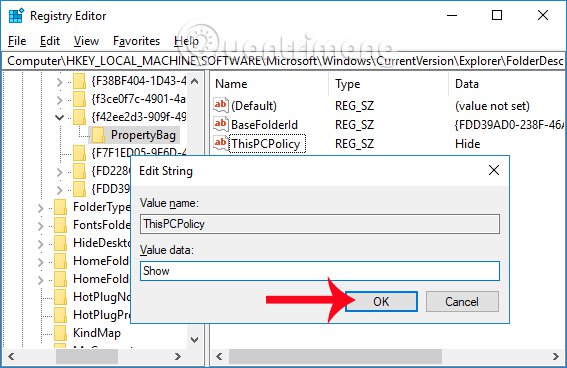 Registry Editor
File Edit View Favorites Help
Computer\HKEY_LOCAL_MACHINE\SOFTWARE\Microsoft\Windows\CurrentVersion\Explorer\FolderDesc
Quantrimang
{F38BF404-1D43-4
{f3ce0f7c-4901-4a
{f42ee2d3-909f-49
PropertyBag
{F7F1ED05-9F6D-4
{FD228C
{FDD39
FolderType
FontsFolde
HideDeskto
HomeFold
HomeFold
HotPlugNo
HotPlugPr
KindMap
Name Type Data
(Default) REG_SZ (value not set)
BaseFolderId REG_SZ {FDD39AD0-238F-46A
ThisPCPolicy REG_SZ Hide
Edit String
Value name:
ThisPCPolicy
Value data:
Show
OK Cancel